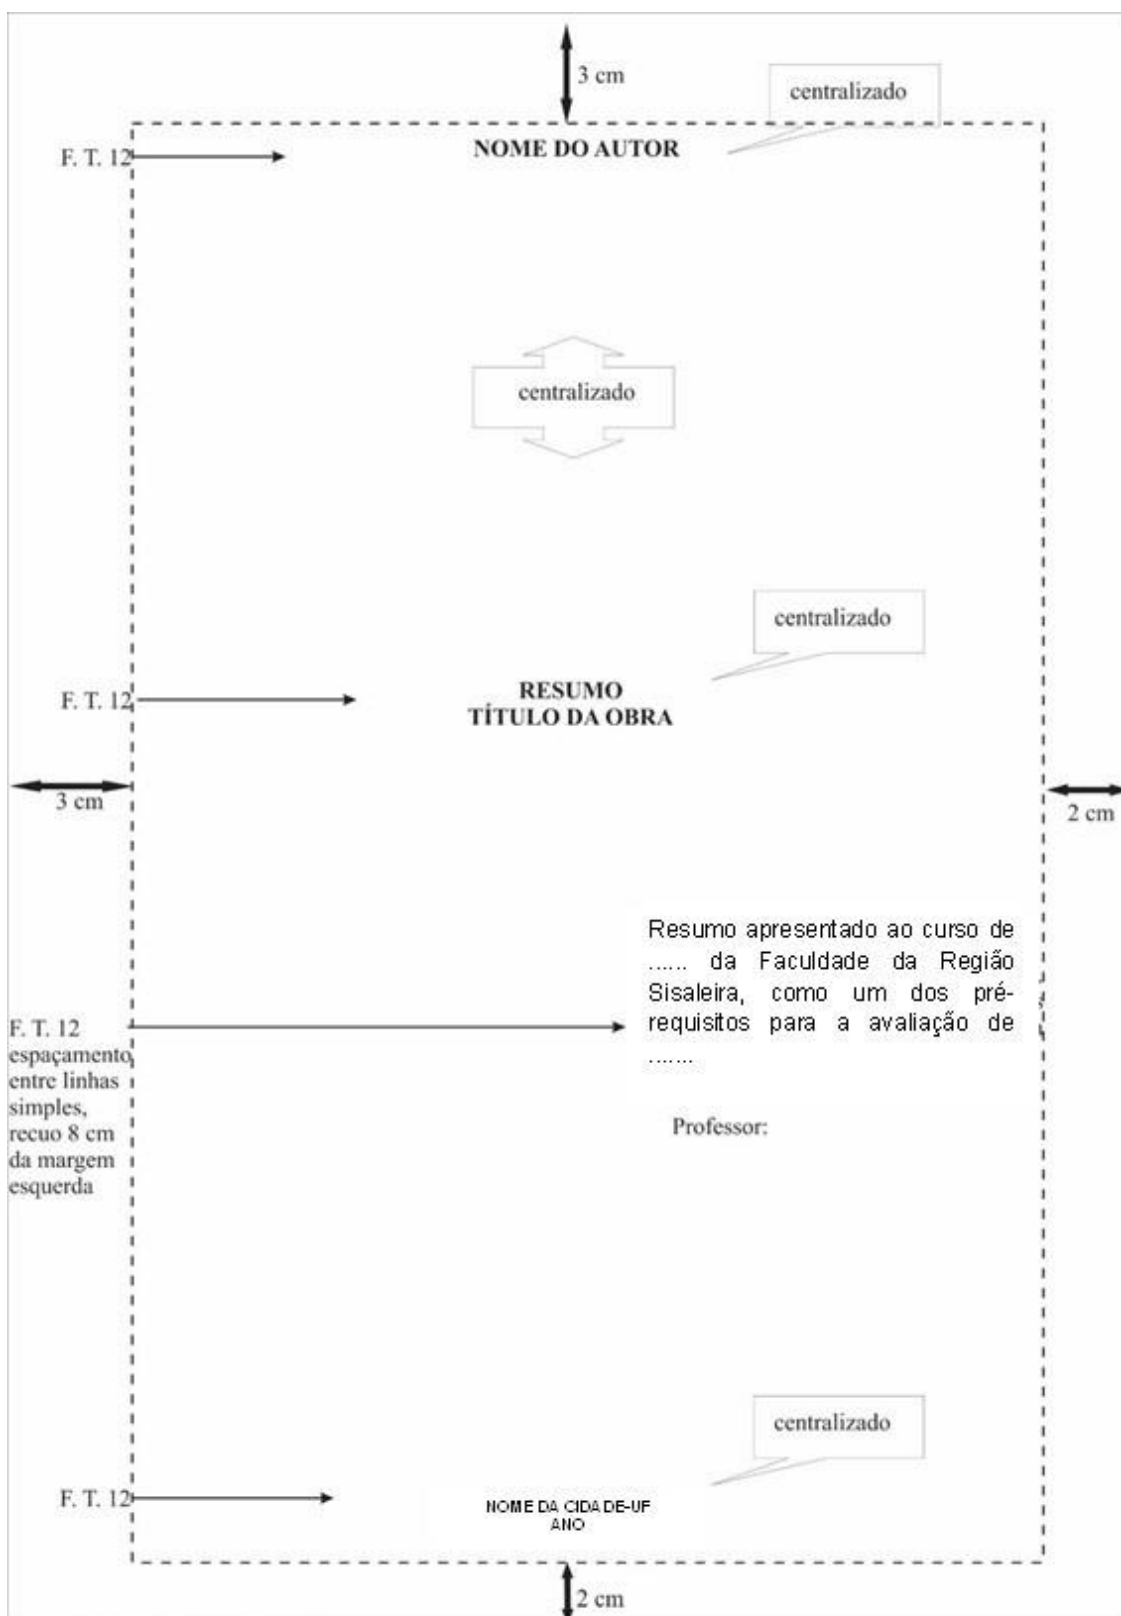 3 cm
centralizado
NOME DO AUTOR
F. T. 12
centralizado
centralizado
F. T. 12
RESUMO
TÍTULO DA OBRA
3 cm
2 cm
Resumo apresentado ao curso de
...... da Faculdade da Região
Sisaleira, como um dos pré-
requisitos para a avaliação de
.......
F. T. 12
espaçamento
entre linhas
simples,
recuo 8 cm
da margem
esquerda
Professor:
centralizado
F. T. 12
NOME DA CIDADE-UF
ANO
2 cm